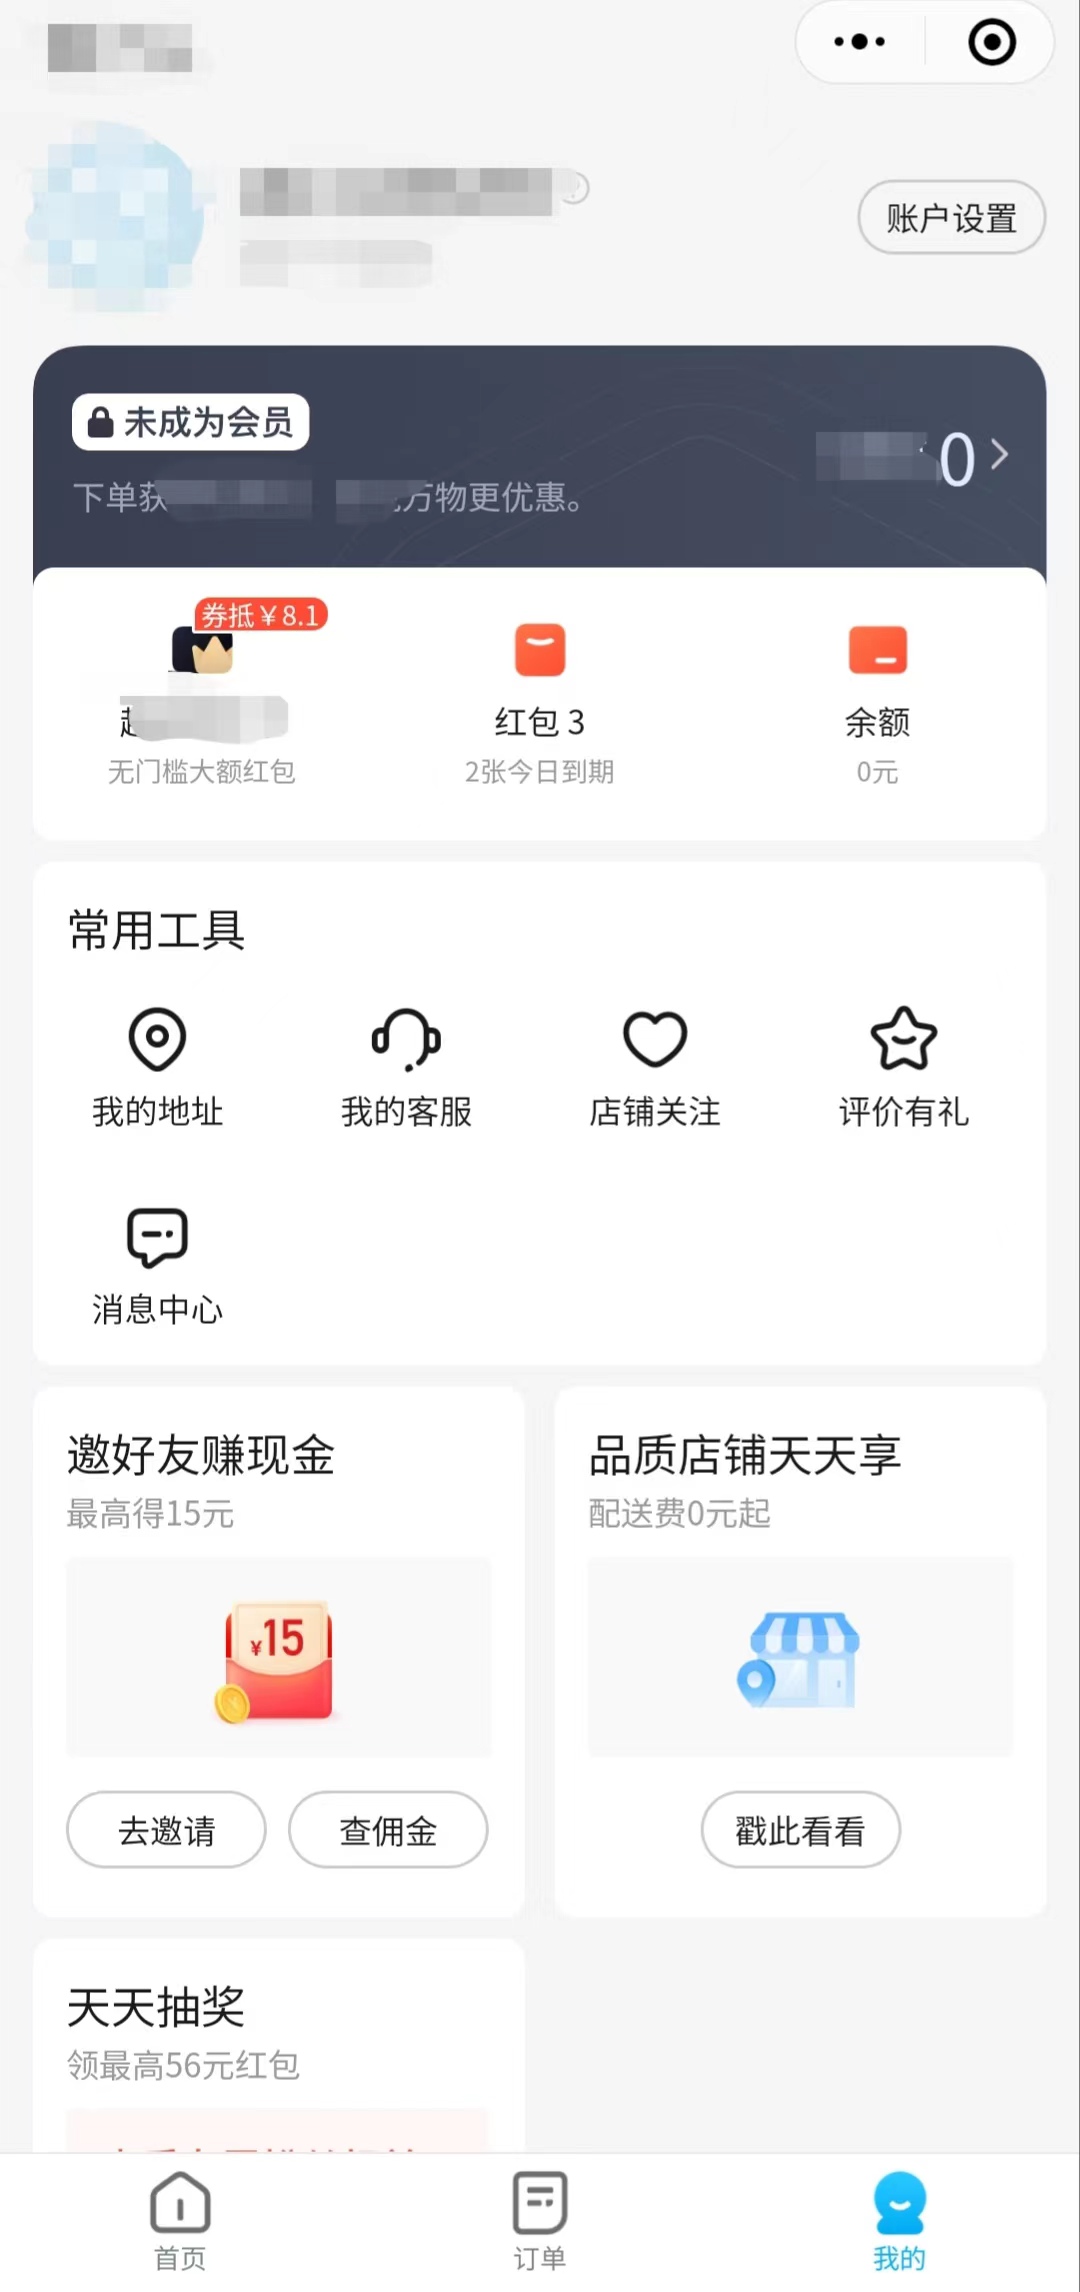 账户设置
未成为会员
下单获 万物更优惠。
0
券抵¥8.1
红包 3
余额
无门槛大额红包
2张今日到期
0元
常用工具
我的地址
我的客服
店铺关注
评价有礼
消息中心
邀好友赚现金
最高得15元
¥15
去邀请
查佣金
品质店铺天天享
配送费0元起
戳此看看
天天抽奖
领最高56元红包
首页
订单
我的